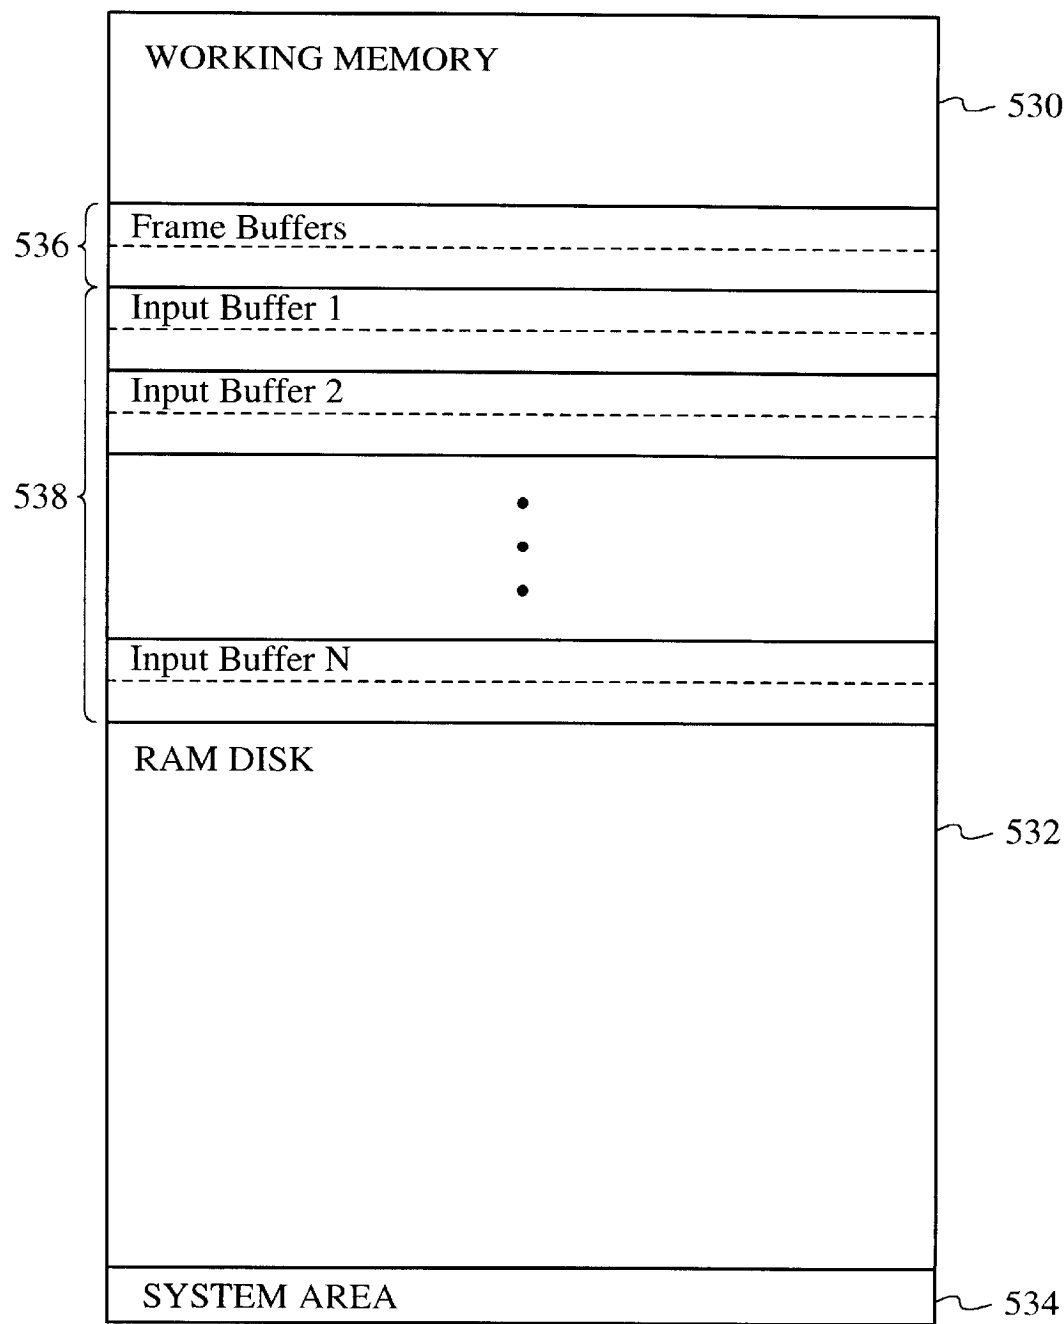 WORKING MEMORY
530
Frame Buffers
536
Input Buffer 1
Input Buffer 2
538
Input Buffer N
RAM DISK
532
SYSTEM AREA
534